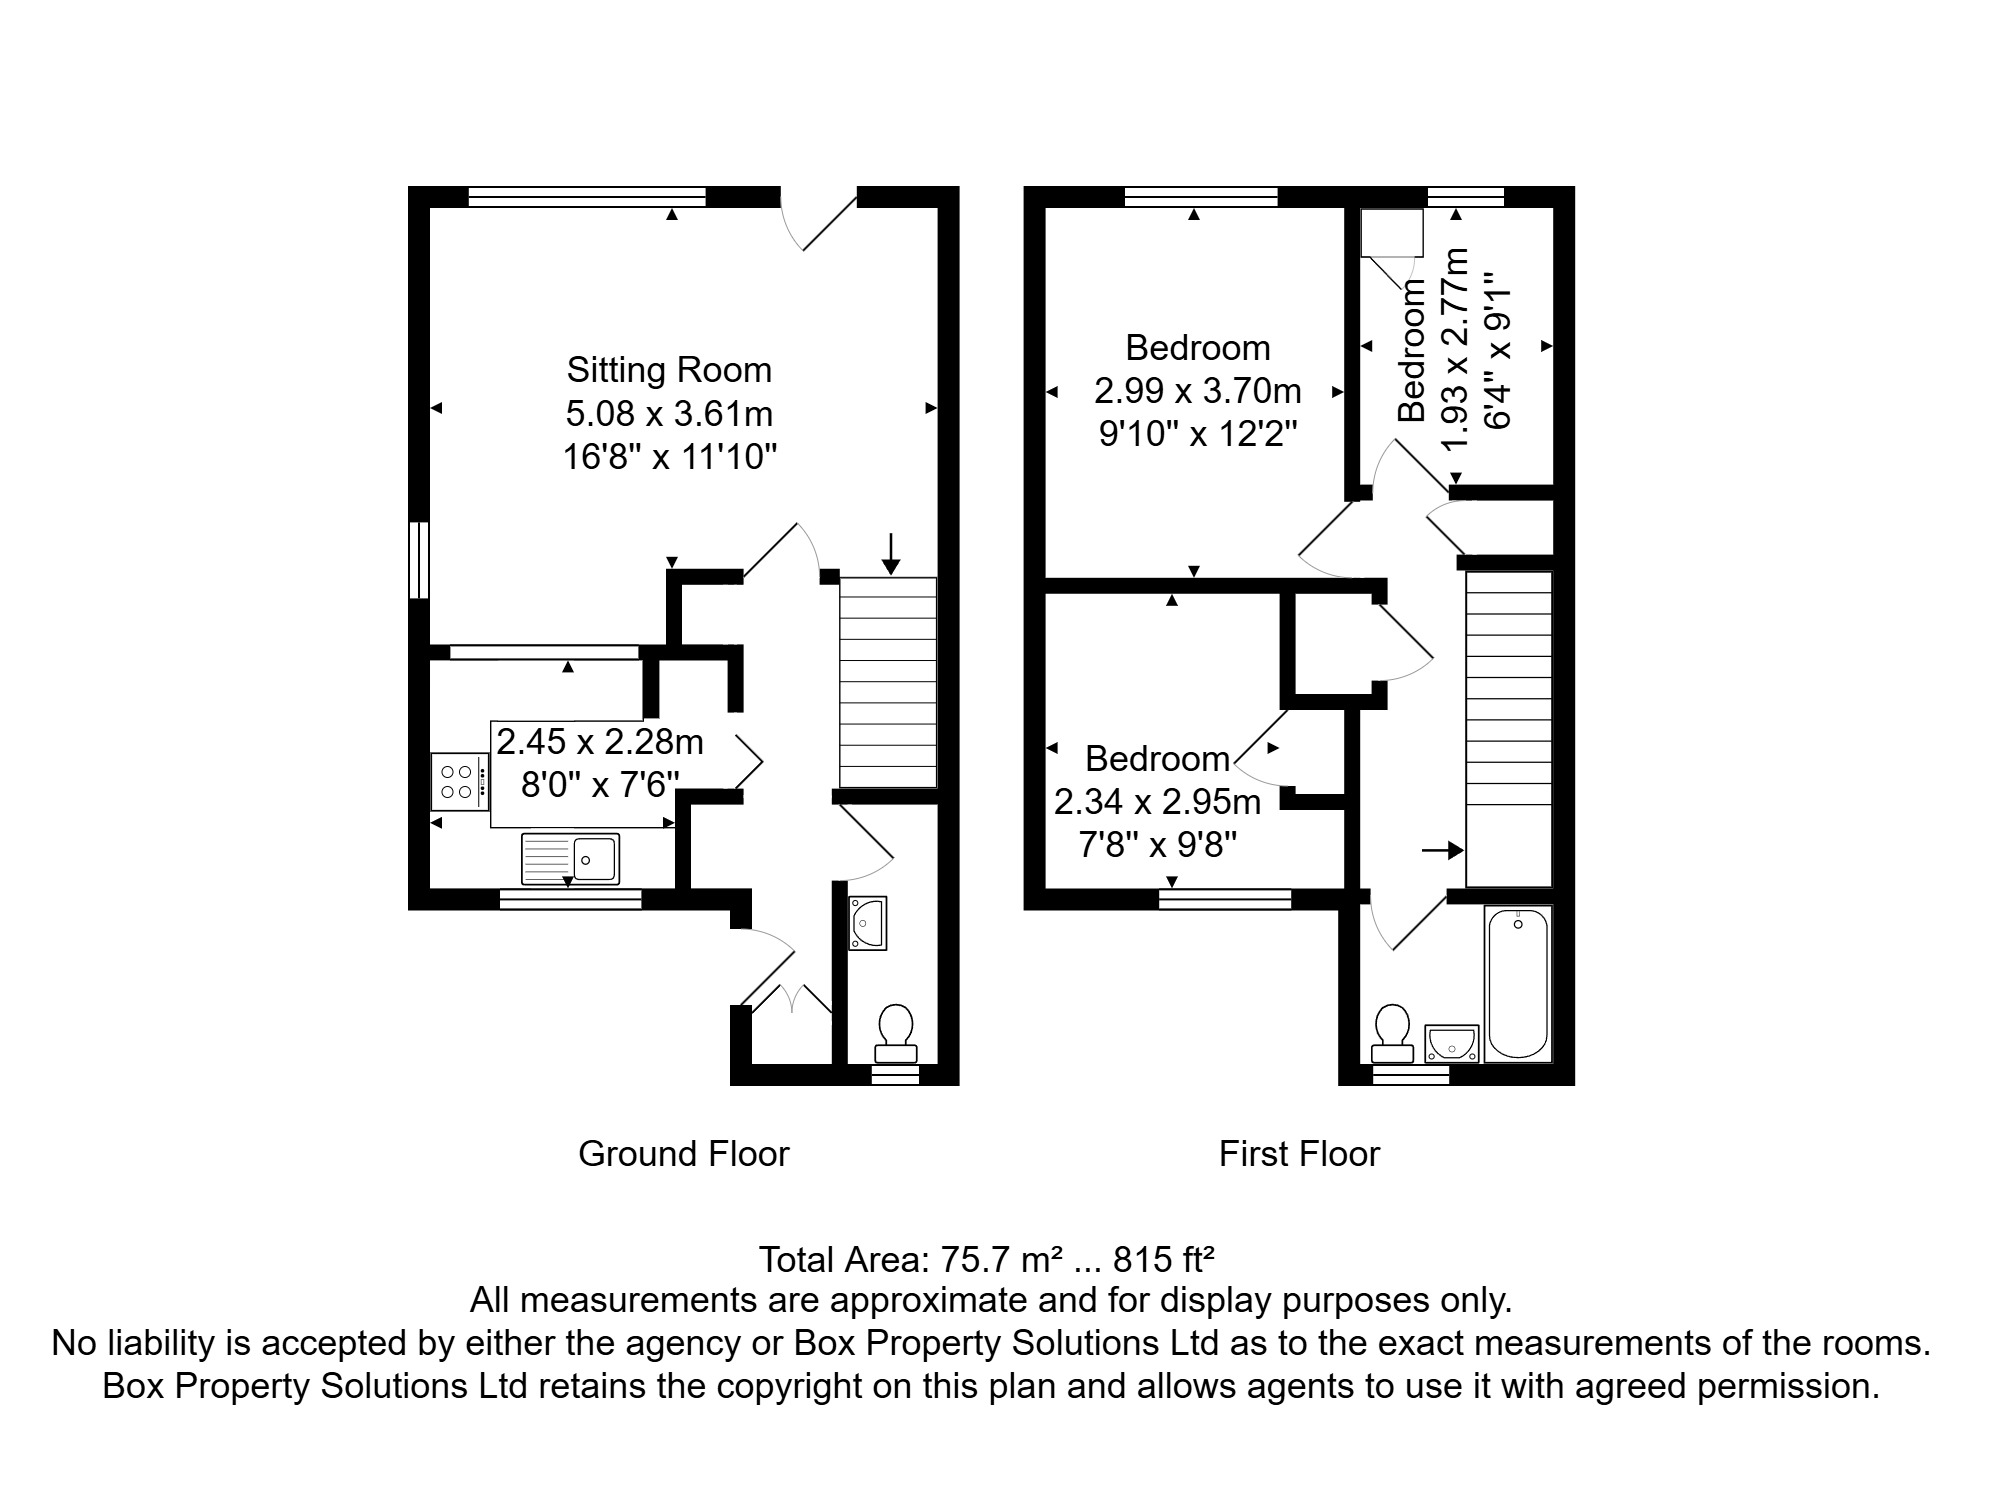 Sitting Room
5.08 x 3.61m
16'8" x 11'10"
2.45 x 2.28m
8'0" x 7'6"
Bedroom
2.99 x 3.70m
9'10" x 12'2"
Bedroom
1.93 x 2.77m
6'4" x 9'1"
Bedroom
2.34 x 2.95m
7'8" x 9'8"
Ground Floor
First Floor
Total Area: 75.7 m² ... 815 ft²
All measurements are approximate and for display purposes only.
No liability is accepted by either the agency or Box Property Solutions Ltd as to the exact measurements of the rooms.
Box Property Solutions Ltd retains the copyright on this plan and allows agents to use it with agreed permission.